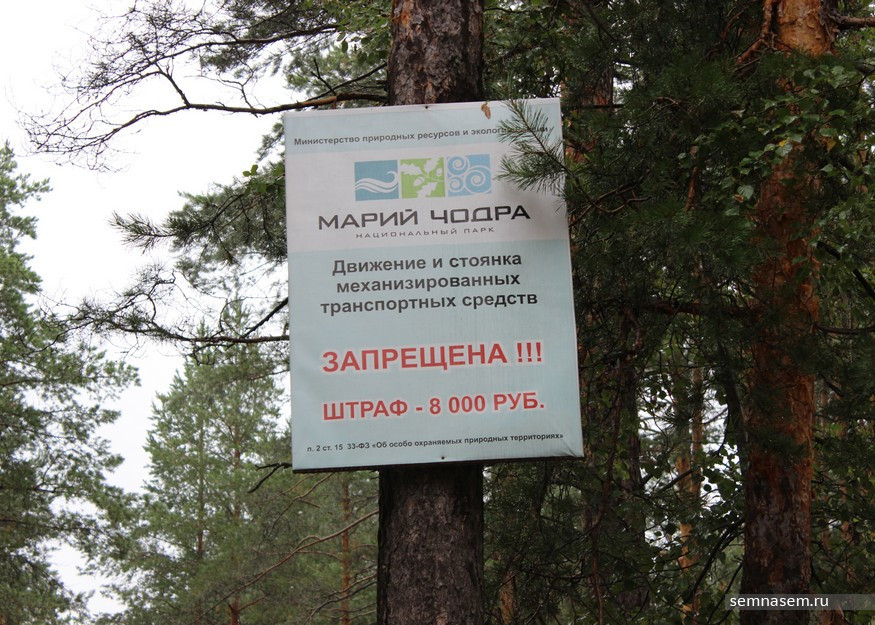 Министерство природных ресурсов и экологии
МАРИЙ ЧОДРА
НАЦИОНАЛЬНЫЙ ПАРК
Движение и стоянка
механизированных
транспортных средств
ЗАПРЕЩЕНА !!!
ШТРАФ - 8 000 РУБ.
п. 2 ст. 15 33-ФЗ «Об особо охраняемых природных территориях»
semnasem.ru